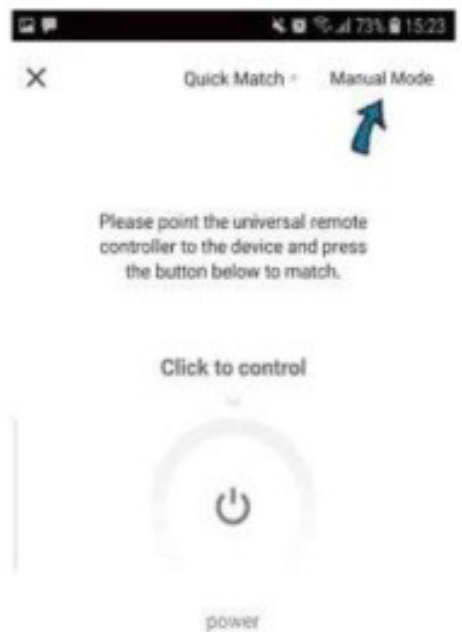 73% 15:23
Quick Match Manual Mode
Please point the universal remote
controller to the device and press
the button below to match.
Click to control
power